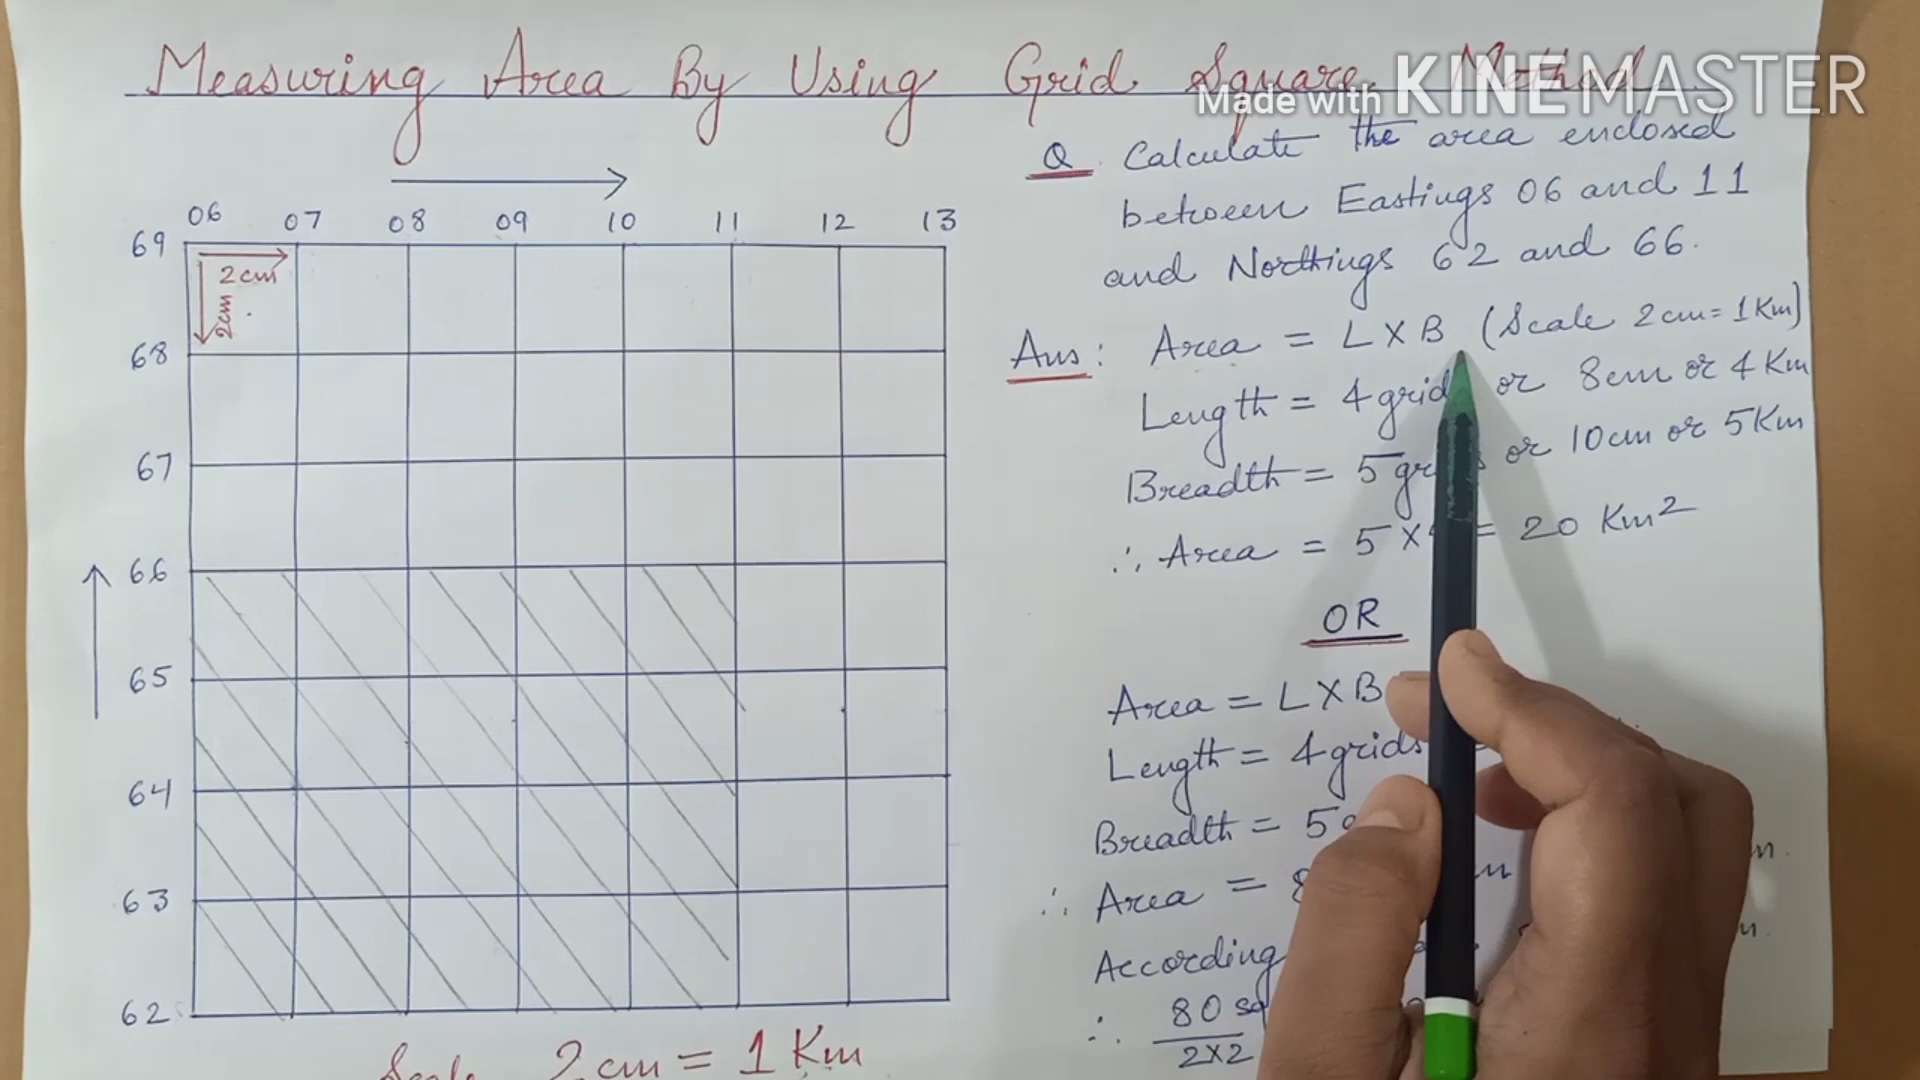 Measuring Area By Using Grid Square Method
Made with KINEMASTER
Q. Calculate the area enclosed
between Eastings 06 and 11
and Northings 62 and 66.
Ans: Area = L X B (Scale 2cm = 1Km)
Length = 4 grid or 8cm or 4 Km
Breadth = 5 or 10cm or 5Km
∴ Area = 5 X = 20 Km²
OR
Area = L X B
Length = 4 grids
Breadth = 5
∴ Area = 8
According
∴ 80 sq
2X2
06 07 08 09 10 11 12 13
69
2cm
2cm
68
67
66
65
64
63
62
Scale 2cm = 1 Km